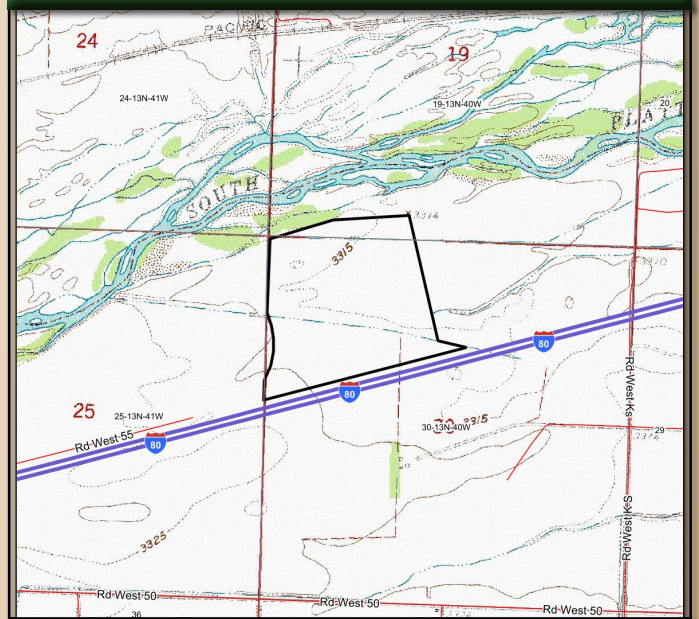 PACIFIC
24
19
24-13N-41W
19-13N-40W
20
PLATT
SOUTH
3314
3315
3310
80
80
25
25-13N-41W
Rd West 55
80
Rd West Ks
30-13N-40W
3315
29
3314
3325
S K Rd West K
Rd West 50
Rd West 50
Rd West 50
36